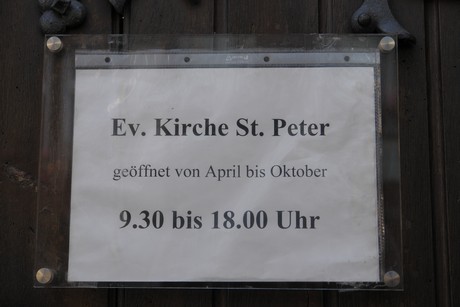 Ev. Kirche St. Peter
geöffnet von April bis Oktober
9.30 bis 18.00 Uhr